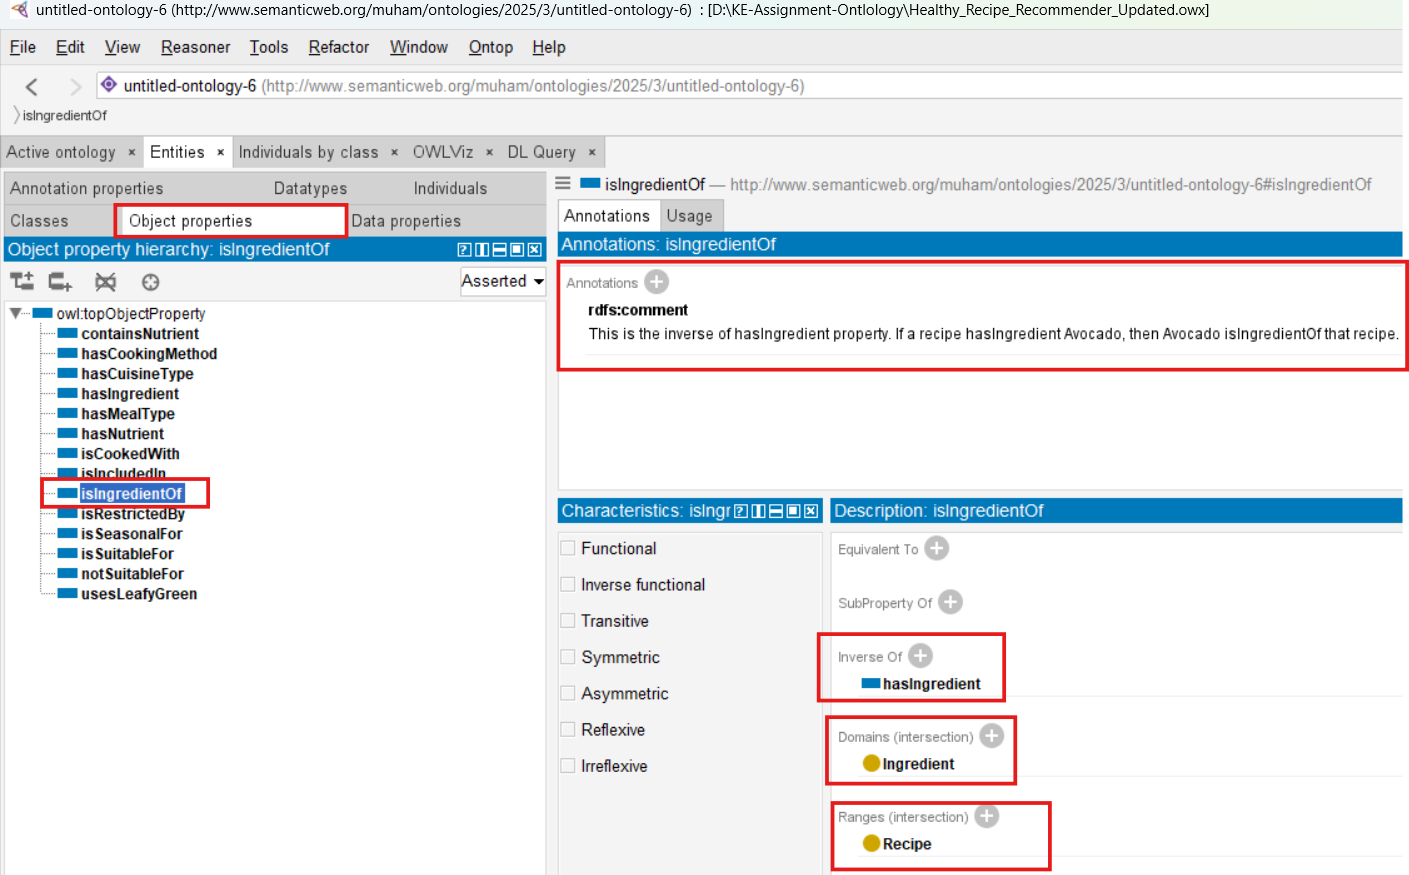 untitled-ontology-6 (http://www.semanticweb.org/muham/ontologies/2025/3/untitled-ontology-6) : [D:\KE-Assignment-Ontlology\Healthy_Recipe_Recommender_Updated.owx]
File Edit View Reasoner Tools Refactor Window Ontop Help
untitled-ontology-6 (http://www.semanticweb.org/muham/ontologies/2025/3/untitled-ontology-6)
isIngredientOf
Active ontology × Entities × Individuals by class × OWLViz × DL Query ×
Annotation properties Datatypes Individuals
Classes Object properties Data properties
Object property hierarchy: isIngredientOf
Asserted
owl:topObjectProperty
containsNutrient
hasCookingMethod
hasCuisineType
hasIngredient
hasMealType
hasNutrient
isCookedWith
isIncludedIn
isIngredientOf
isRestrictedBy
isSeasonalFor
isSuitableFor
notSuitableFor
usesLeafyGreen
isIngredientOf — http://www.semanticweb.org/muham/ontologies/2025/3/untitled-ontology-6#isIngredientOf
Annotations Usage
Annotations: isIngredientOf
Annotations
rdfs:comment
This is the inverse of hasIngredient property. If a recipe hasIngredient Avocado, then Avocado isIngredientOf that recipe.
Characteristics: isIngr
Functional
Inverse functional
Transitive
Symmetric
Asymmetric
Reflexive
Irreflexive
Description: isIngredientOf
Equivalent To
SubProperty Of
Inverse Of
hasIngredient
Domains (intersection)
Ingredient
Ranges (intersection)
Recipe